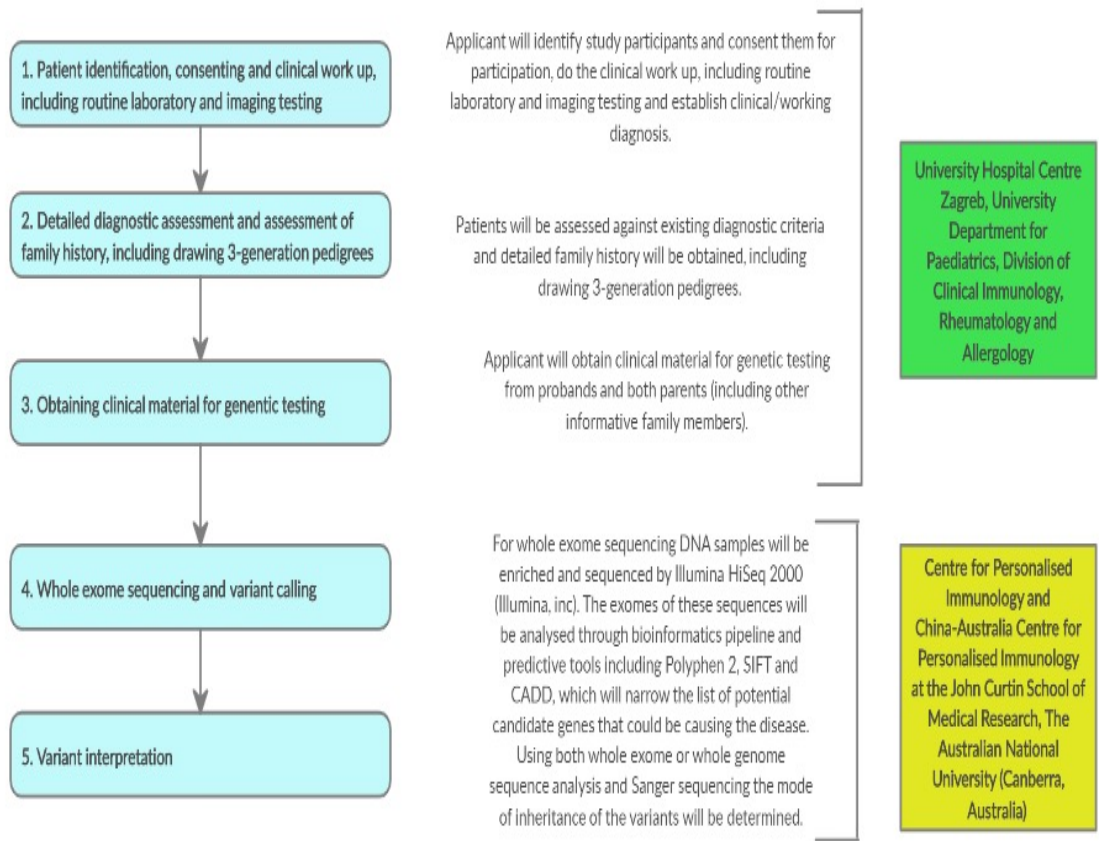 1. Patient identification, consenting and clinical work up,
including routine laboratory and imaging testing
Applicant will identify study participants and consent them for
participation, do the clinical work up, including routine
laboratory and imaging testing and establish clinical/working
diagnosis.
2. Detailed diagnostic assessment and assessment of
family history, including drawing 3-generation pedigrees
Patients will be assessed against existing diagnostic criteria
and detailed family history will be obtained, including
drawing 3-generation pedigrees.
3. Obtaining clinical material for genentic testing
Applicant will obtain clinical material for genetic testing
from probands and both parents (including other
informative family members).
University Hospital Centre
Zagreb, University
Department for
Paediatrics, Division of
Clinical Immunology,
Rheumatology and
Allergology
4. Whole exome sequencing and variant calling
5. Variant interpretation
For whole exome sequencing DNA samples will be
enriched and sequenced by Illumina HiSeq 2000
(Illumina, inc). The exomes of these sequences will
be analysed through bioinformatics pipeline and
predictive tools including Polyphen 2, SIFT and
CADD, which will narrow the list of potential
candidate genes that could be causing the disease.
Using both whole exome or whole genome
sequence analysis and Sanger sequencing the mode
of inheritance of the variants will be determined.
Centre for Personalised
Immunology and
China-Australia Centre for
Personalised Immunology
at the John Curtin School of
Medical Research, The
Australian National
University (Canberra,
Australia)